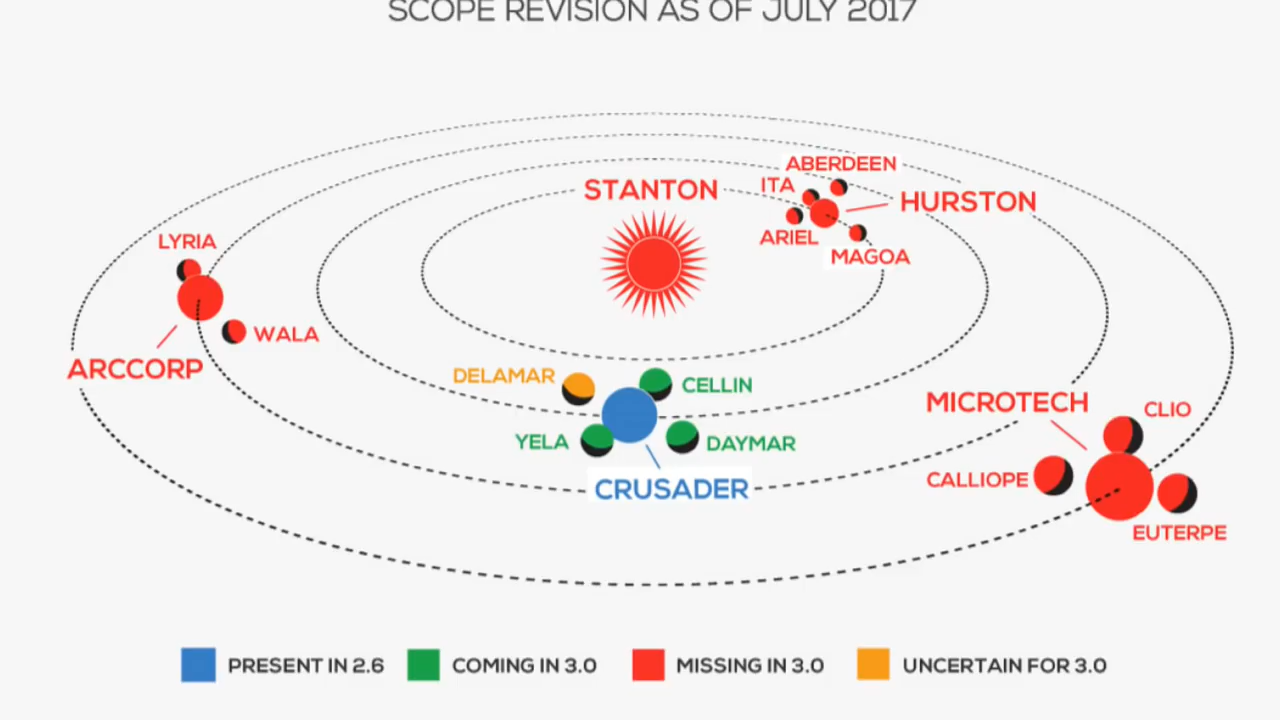 SCOPE REVISION AS OF JULY 2017
ABERDEEN
ITA
STANTON
HURSTON
ARIEL
MAGOA
LYRIA
WALA
ARCCORP
DELAMAR
CELLIN
YELA
DAYMAR
CRUSADER
MICROTECH
CLIO
CALLIOPE
EUTERPE
PRESENT IN 2.6
COMING IN 3.0
MISSING IN 3.0
UNCERTAIN FOR 3.0